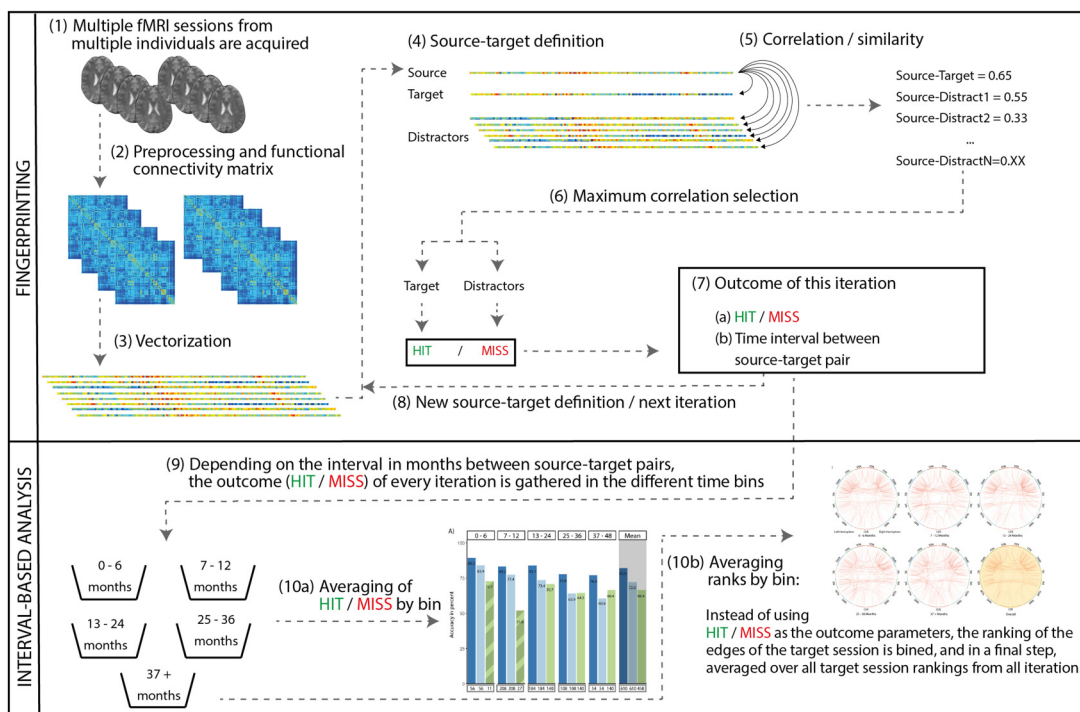 FINGERPRINTING
(1) Multiple fMRI sessions from
multiple individuals are acquired
(2) Preprocessing and functional
connectivity matrix
(3) Vectorization
(4) Source-target definition
Source
Target
Distractors
(5) Correlation / similarity
Source-Target = 0.65
Source-Distract1 = 0.55
Source-Distract2 = 0.33
...
Source-DistractN=0.XX
(6) Maximum correlation selection
Target Distractors
HIT / MISS
(7) Outcome of this iteration
(a) HIT / MISS
(b) Time interval between
source-target pair
(8) New source-target definition / next iteration
INTERVAL-BASED ANALYSIS
(9) Depending on the interval in months between source-target pairs,
the outcome (HIT / MISS) of every iteration is gathered in the different time bins
0 - 6
months
7 - 12
months
13 - 24
months
25 - 36
months
37 +
months
(10a) Averaging of
HIT / MISS by bin
A)
0 - 6 7 - 12 13 - 24 25 - 36 37 - 48 Mean
Accuracy in percent
100
75
50
25
0
(10b) Averaging
ranks by bin:
Instead of using
HIT / MISS as the outcome parameters, the ranking of the
edges of the target session is bined, and in a final step,
averaged over all target session rankings from all iteration